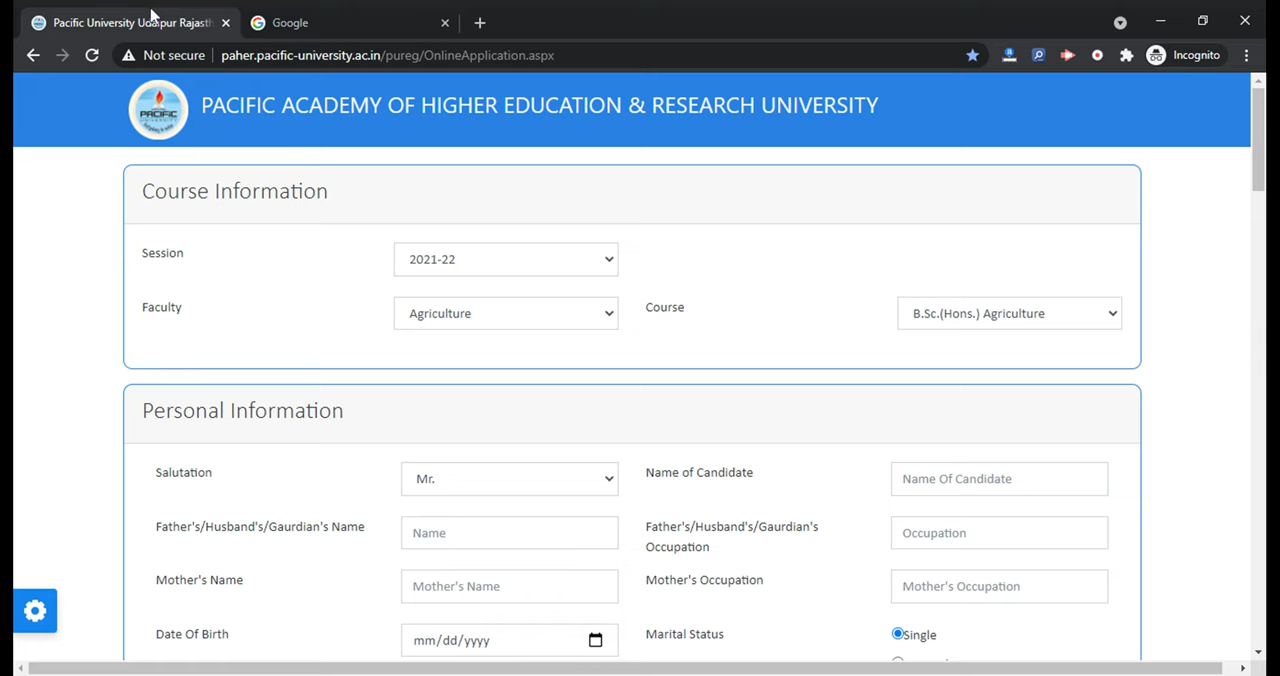 Pacific University Udaipur Rajasth
Google
Not secure
paher.pacific-university.ac.in/pureg/OnlineApplication.aspx
Incognito
PACIFIC
PACIFIC ACADEMY OF HIGHER EDUCATION & RESEARCH UNIVERSITY
Course Information
Session
2021-22
Faculty
Agriculture
Course
B.Sc.(Hons.) Agriculture
Personal Information
Salutation
Mr.
Name of Candidate
Name Of Candidate
Father's/Husband's/Gaurdian's Name
Name
Father's/Husband's/Gaurdian's
Occupation
Occupation
Mother's Name
Mother's Name
Mother's Occupation
Mother's Occupation
Date Of Birth
mm/dd/yyyy
Marital Status
Single